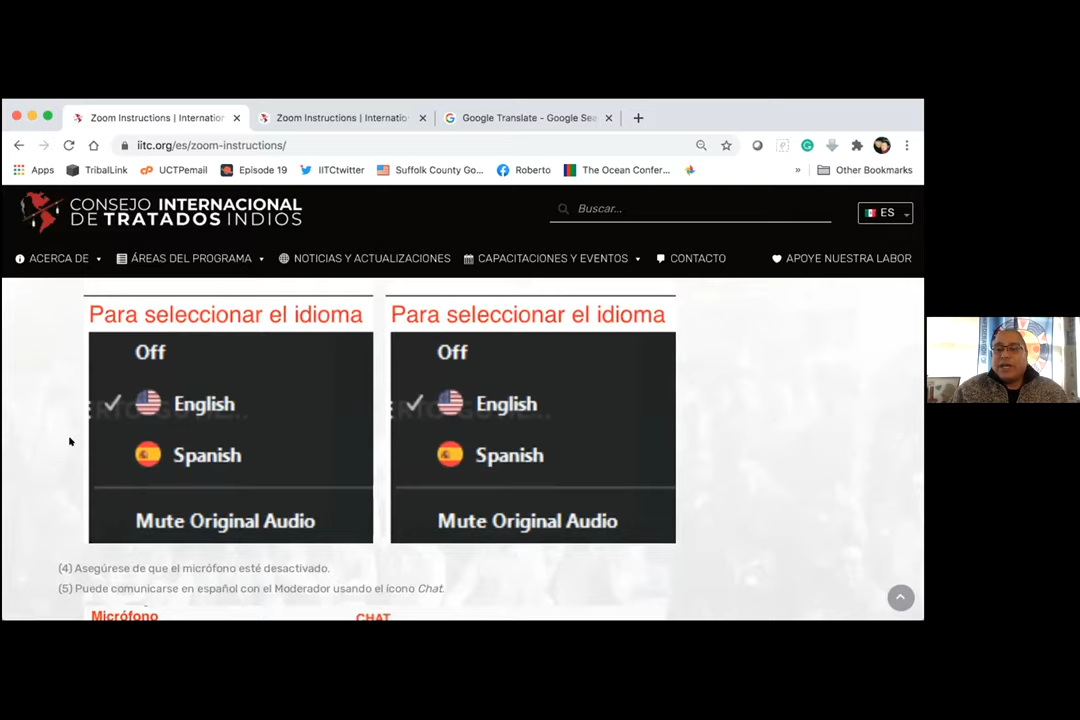 Zoom Instructions | Internation
Zoom Instructions | Internatio
Google Translate - Google Sea
iitc.org/es/zoom-instructions/
Apps
TribalLink
UCTPemail
Episode 19
IITCtwitter
Suffolk County Go...
Roberto
The Ocean Confer...
»
Other Bookmarks
CONSEJO INTERNACIONAL
DE TRATADOS INDIOS
Buscar...
ES
ACERCA DE
ÁREAS DEL PROGRAMA
NOTICIAS Y ACTUALIZACIONES
CAPACITACIONES Y EVENTOS
CONTACTO
APOYE NUESTRA LABOR
Para seleccionar el idioma
Off
English
Spanish
Mute Original Audio
Para seleccionar el idioma
Off
English
Spanish
Mute Original Audio
(4) Asegúrese de que el micrófono esté desactivado.
(5) Puede comunicarse en español con el Moderador usando el ícono Chat.
Micrófono
CHAT